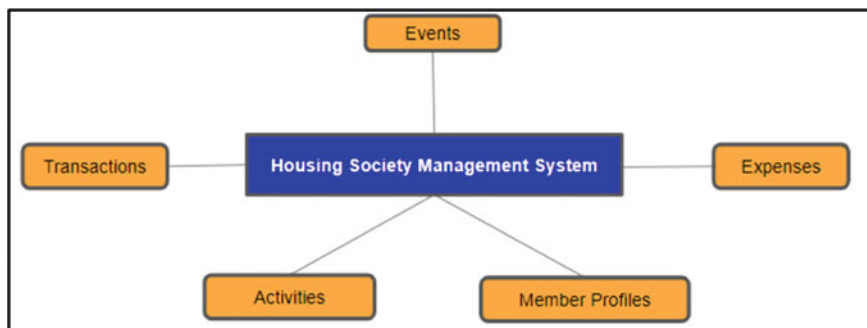 Events
Transactions
Housing Society Management System
Expenses
Activities
Member Profiles